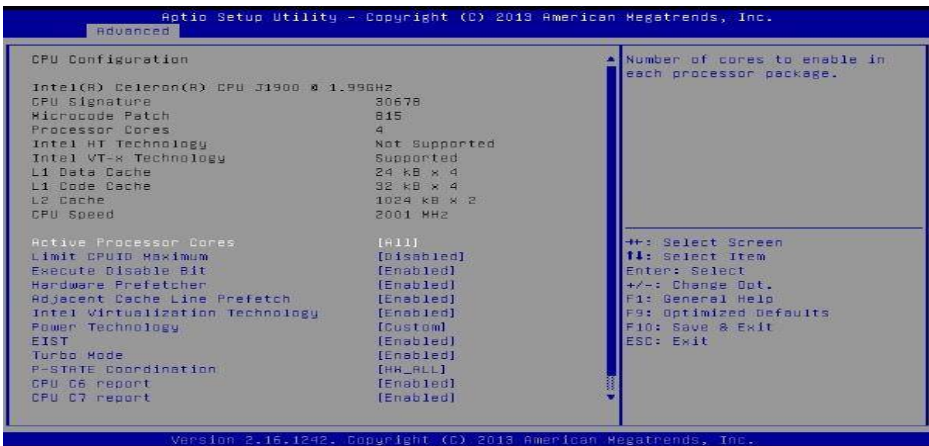 Aptio Setup Utility - Copyright (C) 2013 American Megatrends, Inc.
Advanced
CPU Configuration
Intel(R) Celeron(R) CPU J1900 @ 1.99GHz
CPU Signature 30678
Microcode Patch 815
Processor Cores 4
Intel HT Technology Not Supported
Intel VT-x Technology Supported
L1 Data Cache 24 kB x 4
L1 Code Cache 32 kB x 4
L2 Cache 1024 kB x 2
CPU Speed 2001 MHz
Active Processor Cores [All]
Limit CPUID Maximum [Disabled]
Execute Disable Bit [Enabled]
Hardware Prefetcher [Enabled]
Adjacent Cache Line Prefetch [Enabled]
Intel Virtualization Technology [Enabled]
Power Technology [Custom]
EIST [Enabled]
Turbo Mode [Enabled]
P-STATE Coordination [HW_ALL]
CPU C6 report [Enabled]
CPU C7 report [Enabled]
Number of cores to enable in
each processor package.
→←: Select Screen
↑↓: Select Item
Enter: Select
+/-: Change Opt.
F1: General Help
F9: Optimized Defaults
F10: Save & Exit
ESC: Exit
Version 2.16.1242. Copyright (C) 2013 American Megatrends, Inc.